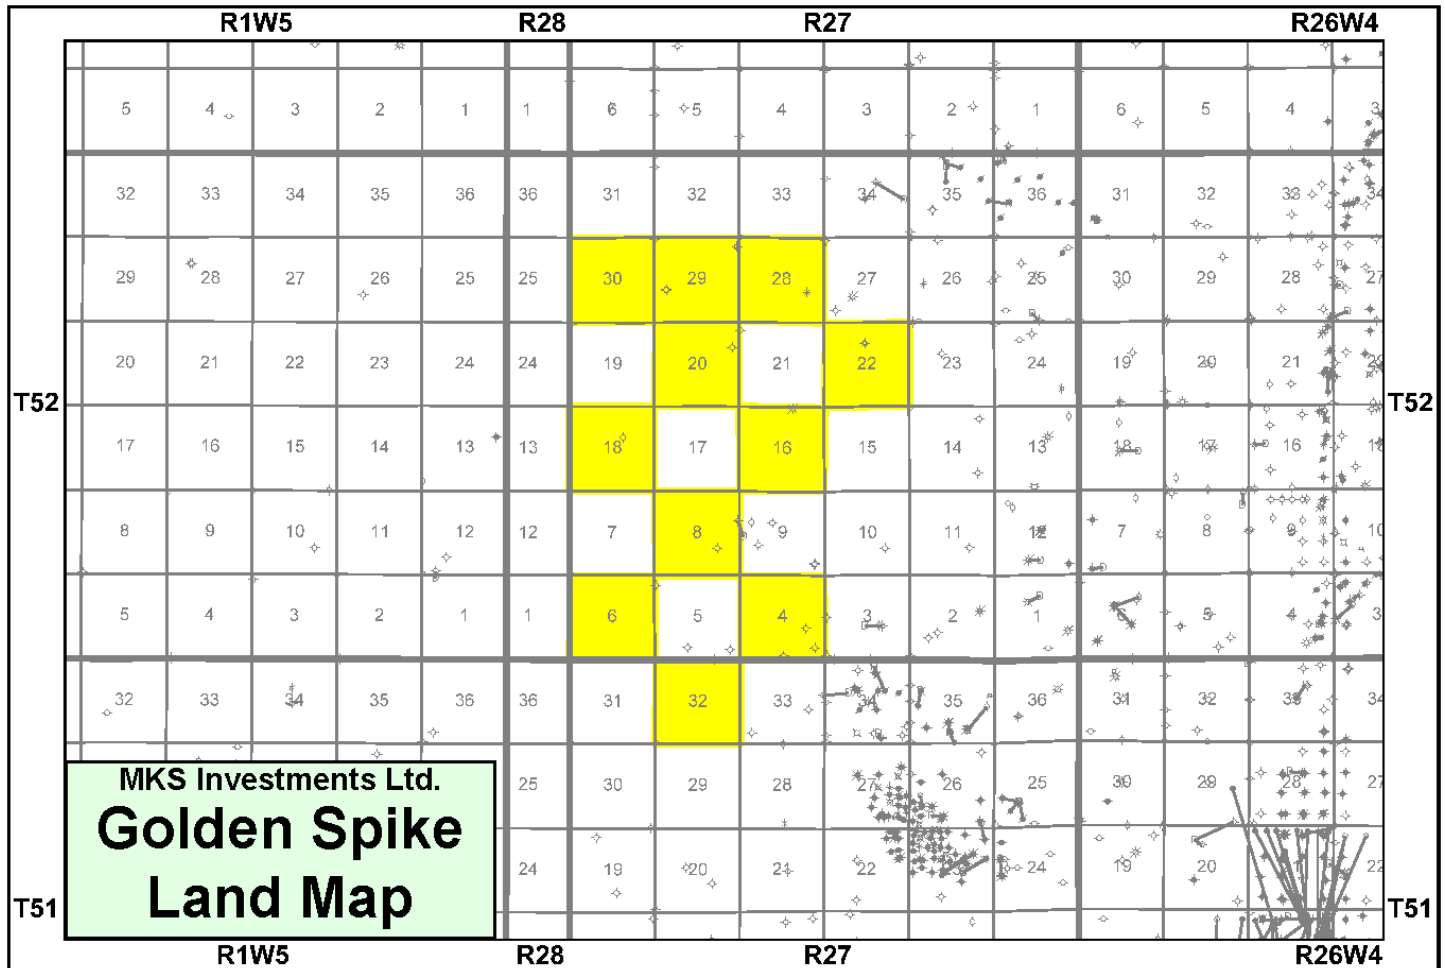 R1W5 R28 R27 R26W4
5 4 3 2 1 1 6 5 4 3 2 1 6 5 4 3
32 33 34 35 36 36 31 32 33 34 35 36 31 32 33 34
29 28 27 26 25 25 30 29 28 27 26 25 30 29 28 27
20 21 22 23 24 24 19 20 21 22 23 24 19 20 21
T52 T52
17 16 15 14 13 13 18 17 16 15 14 13 18 17 16
8 9 10 11 12 12 7 8 9 10 11 12 7 8 9 10
5 4 3 2 1 1 6 5 4 3 2 1 6 5 4 3
32 33 34 35 36 36 31 32 33 34 35 36 31 32 33 34
MKS Investments Ltd.
Golden Spike
Land Map
25 30 29 28 27 26 25 30 29 28 27
24 19 20 21 22 24 19 20 22
T51 T51
R1W5 R28 R27 R26W4